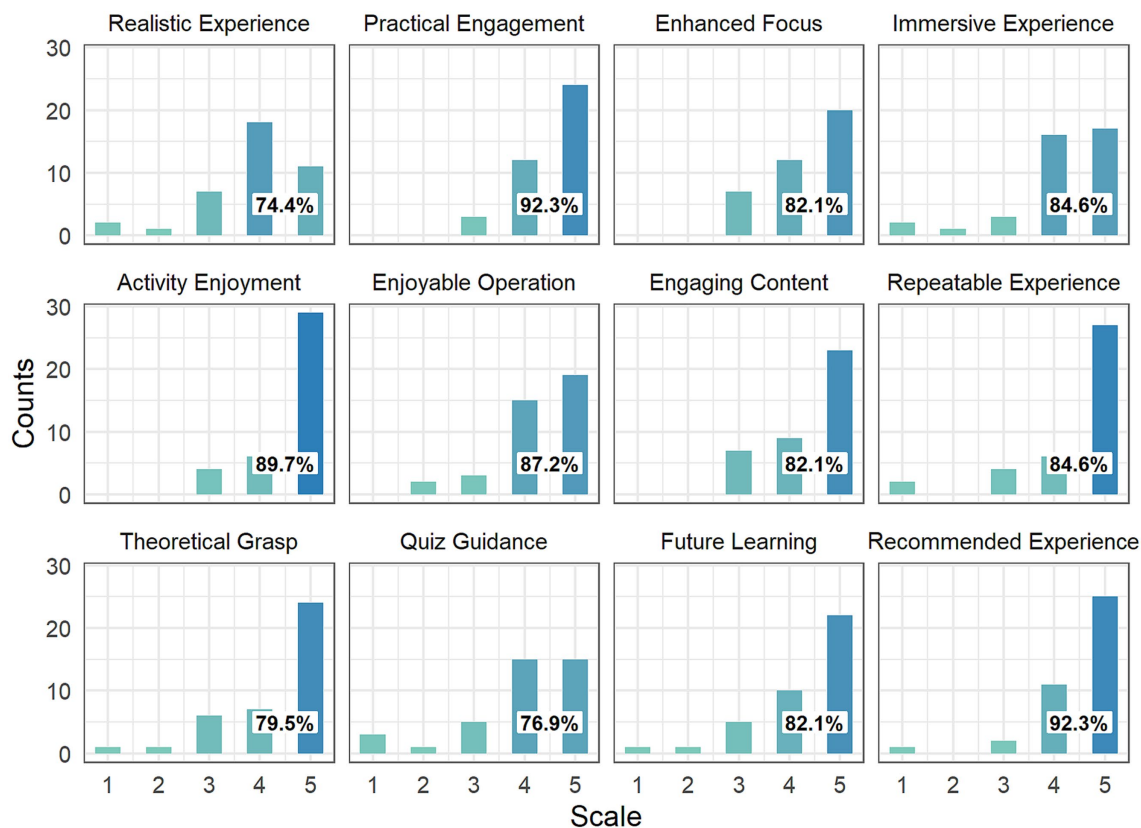 Realistic Experience
Practical Engagement
Enhanced Focus
Immersive Experience
30
20
10
0
74.4%
92.3%
82.1%
84.6%
Activity Enjoyment
Enjoyable Operation
Engaging Content
Repeatable Experience
30
20
10
0
89.7%
87.2%
82.1%
84.6%
Counts
Theoretical Grasp
Quiz Guidance
Future Learning
Recommended Experience
30
20
10
0
79.5%
76.9%
82.1%
92.3%
1 2 3 4 5
1 2 3 4 5
1 2 3 4 5
1 2 3 4 5
Scale